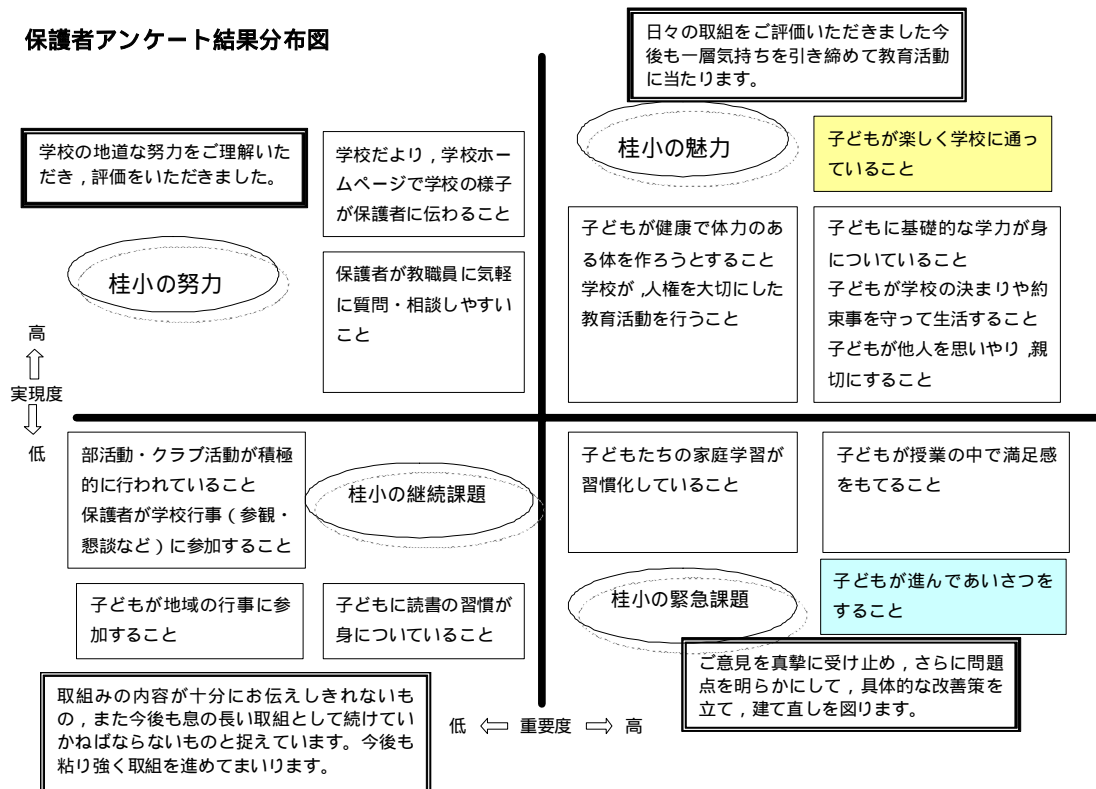 保護者アンケート結果分布図
日々の取組をご評価いただきました今
後も一層気持ちを引き締めて教育活動
に当たります。
学校の地道な努力をご理解いた
だき，評価をいただきました。
学校だより，学校ホー
ムページで学校の様子
が保護者に伝わること
桂小の努力
保護者が教職員に気軽
に質問・相談しやすい
こと
桂小の魅力
子どもが楽しく学校に通っ
ていること
子どもが健康で体力のあ
る体を作ろうとすること
学校が，人権を大切にした
教育活動を行うこと
子どもに基礎的な学力が身
についていること
子どもが学校の決まりや約
束事を守って生活すること
子どもが他人を思いやり，親
切にすること
高
実現度
低
部活動・クラブ活動が積極
的に行われていること
保護者が学校行事（参観・
懇談など）に参加すること
桂小の継続課題
子どもが地域の行事に参
加すること
子どもに読書の習慣が
身についていること
取組みの内容が十分にお伝えしきれないも
の，また今後も息の長い取組として続けてい
かねばならないものと捉えています。今後も
粘り強く取組を進めてまいります。
子どもたちの家庭学習が
習慣化していること
子どもが授業の中で満足感
をもてること
桂小の緊急課題
子どもが進んであいさつを
すること
ご意見を真摯に受け止め，さらに問題
点を明らかにして，具体的な改善策を
立て，建て直しを図ります。
低 ⇦ 重要度 ⇨ 高